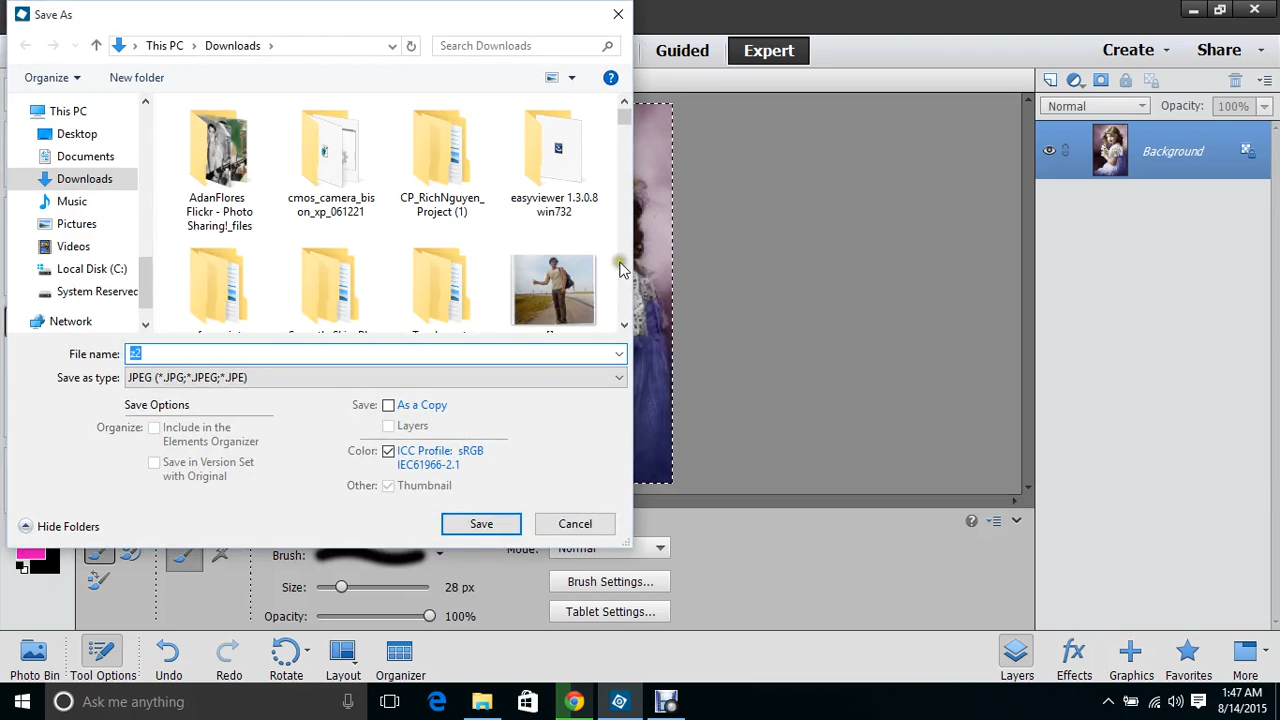 Save As
This PC
Downloads
Search Downloads
Guided
Expert
Create
Share
Organize
New folder
Normal
Opacity:
100%
Background
This PC
Desktop
Documents
Downloads
Music
Pictures
Videos
Local Disk (C:)
System Reserved
Network
AdanFlores
Flickr - Photo
Sharing!_files
cmos_camera_bis
on_xp_061221
CP_RichNguyen_
Project (1)
easyviewer 1.3.0.8
win732
File name:
z2
Save as type:
JPEG (*.JPG;*.JPEG;*.JPE)
Save Options
Organize:
Include in the
Elements Organizer
Save in Version Set
with Original
Save:
As a Copy
Layers
Color:
ICC Profile: sRGB
IEC61966-2.1
Other:
Thumbnail
Hide Folders
Save
Cancel
Brush:
Mode:
Normal
Size:
28 px
Brush Settings...
Opacity:
100%
Tablet Settings...
Photo Bin
Tool Options
Undo
Redo
Rotate
Layout
Organizer
Layers
Effects
Graphics
Favorites
More
Ask me anything
1:47 AM
8/14/2015